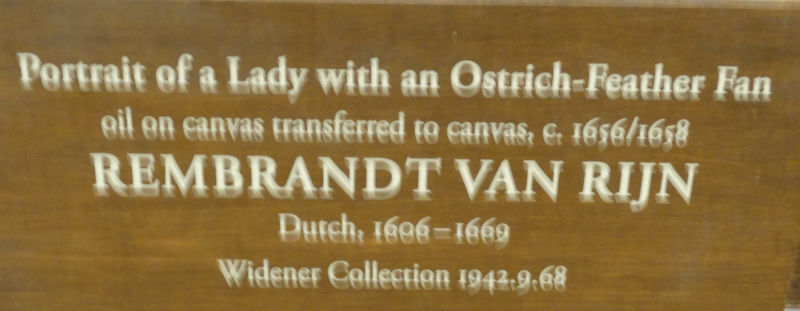 Portrait of a Lady with an Ostrich-Feather Fan
oil on canvas transferred to canvas, c. 1656/1658
REMBRANDT VAN RIJN
Dutch, 1606–1669
Widener Collection 1942.9.68